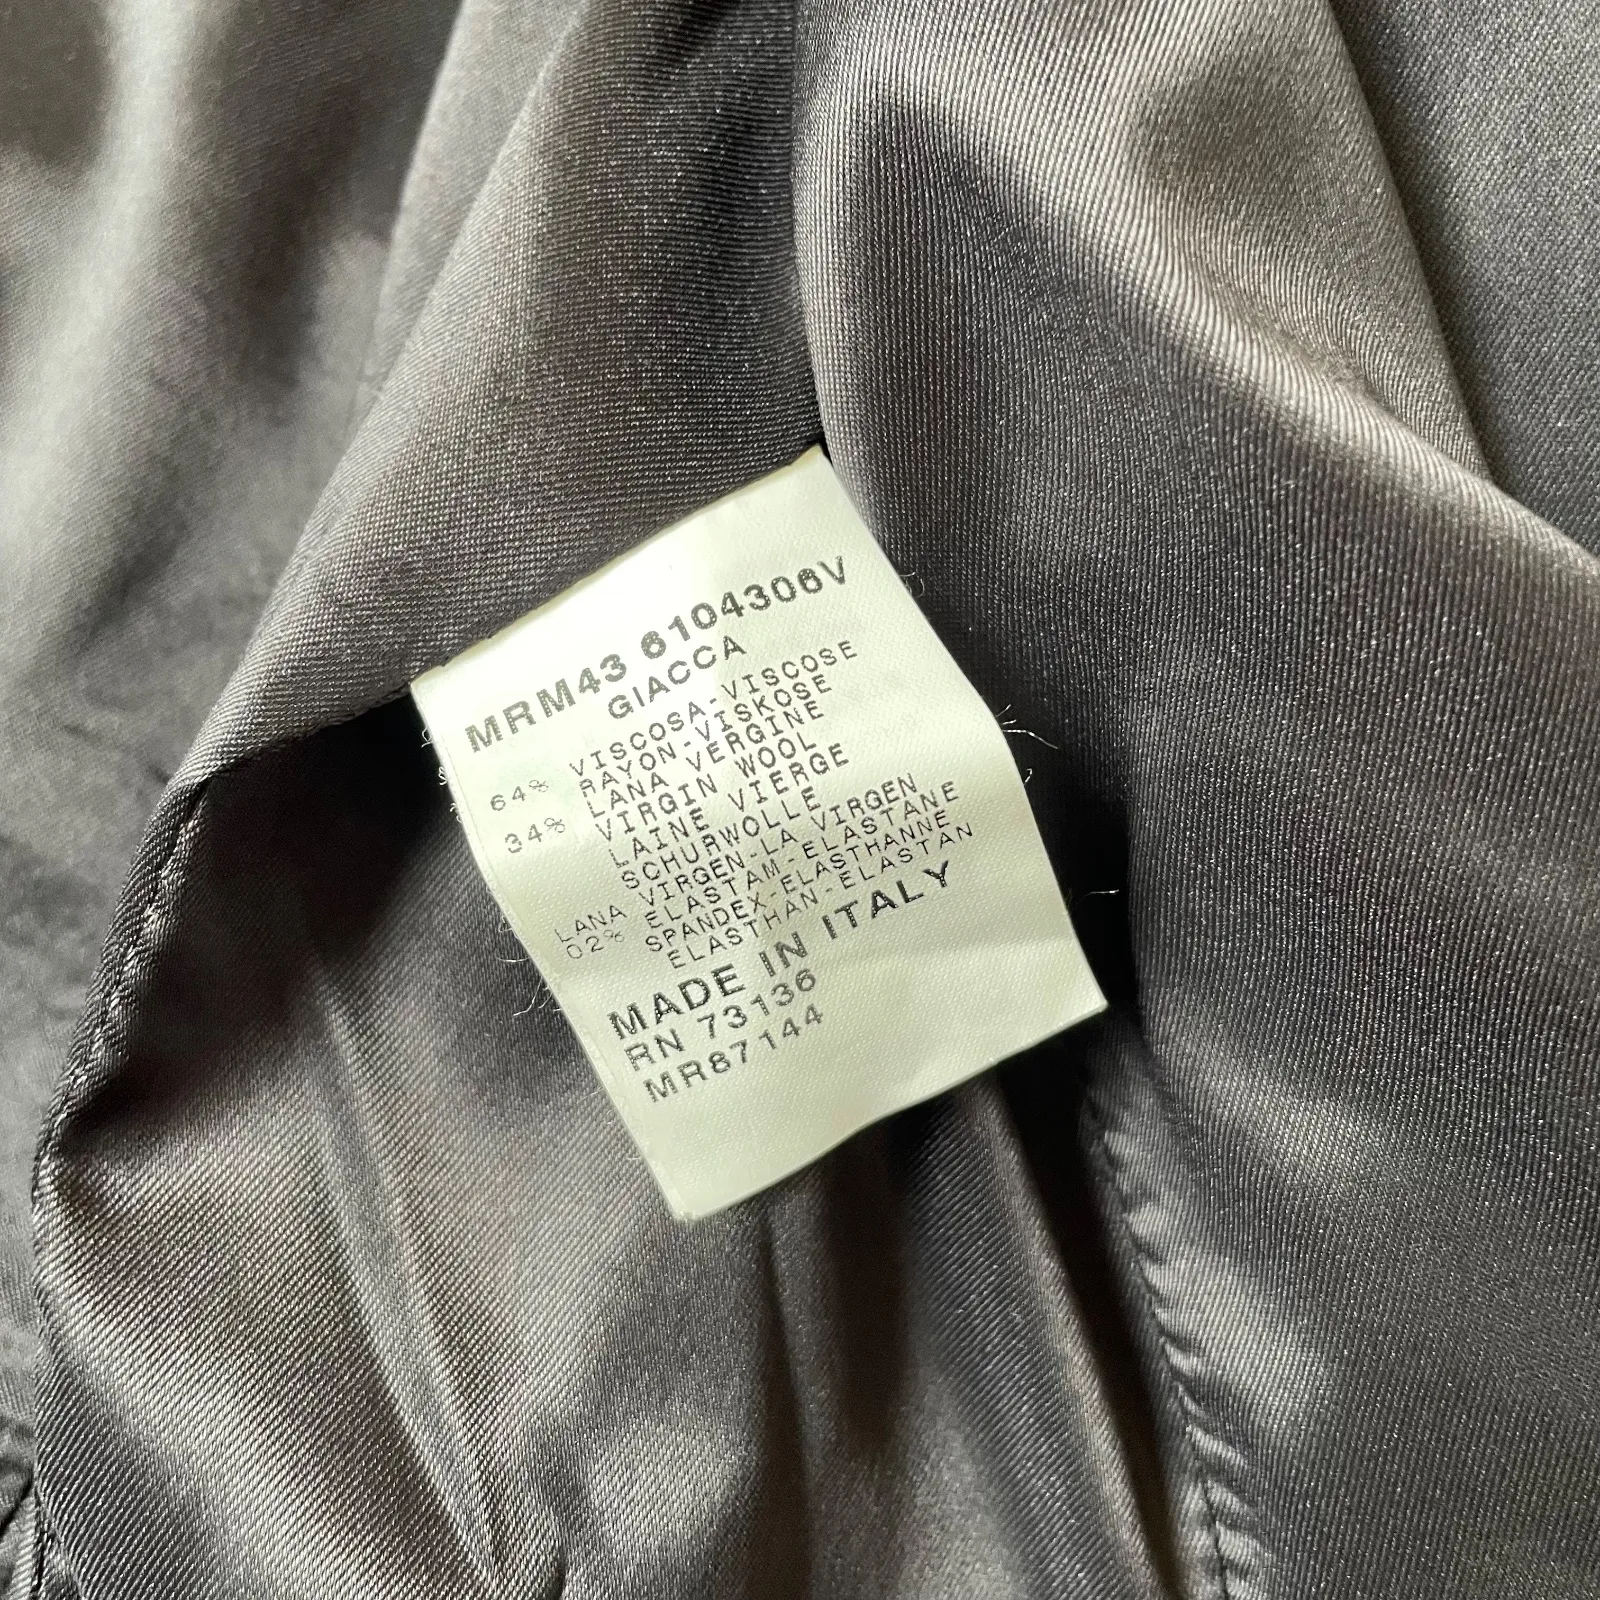 MRM43 6104306V
GIACCA
64% VISCOSA-VISCOSE
RAYON-VISKOSE
34% LANA VERGINE
VIRGIN WOOL
LAINE VIERGE
SCHURWOLLE
LANA VIRGEN-LA VIRGEN
02% ELASTAM-ELASTANE
SPANDEX-ELASTHANNE
ELASTHAN-ELASTAN
MADE IN ITALY
RN 73136
MR87144